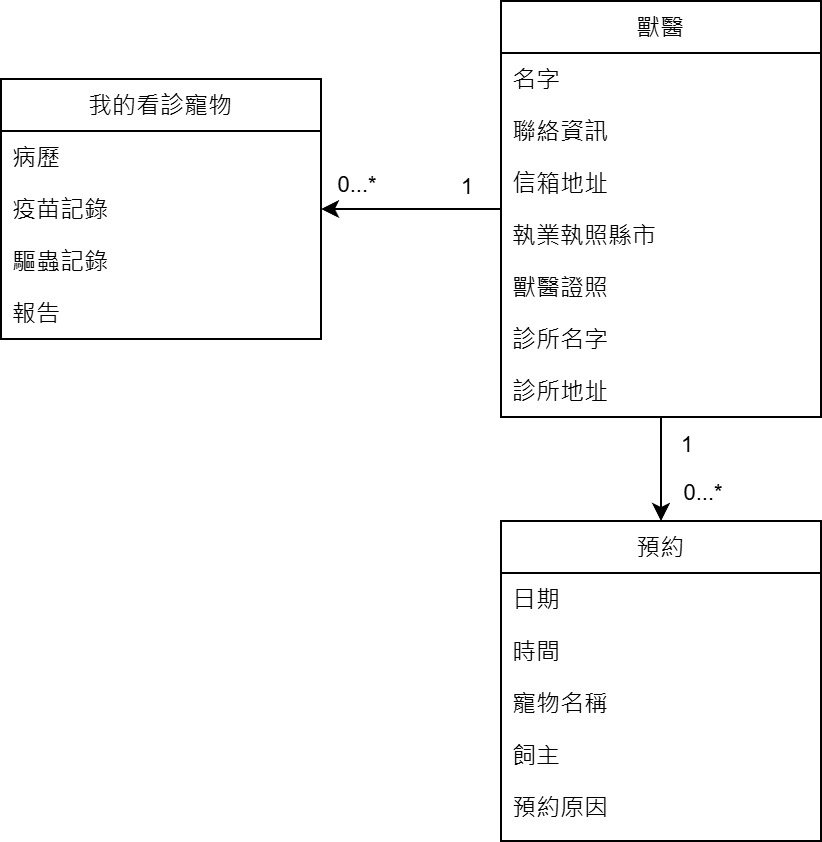 獸醫
名字
聯絡資訊
信箱地址
執業執照縣市
獸醫證照
診所名字
診所地址
我的看診寵物
病歷
疫苗記錄
驅蟲記錄
報告
0...*
1
1
0...*
預約
日期
時間
寵物名稱
飼主
預約原因